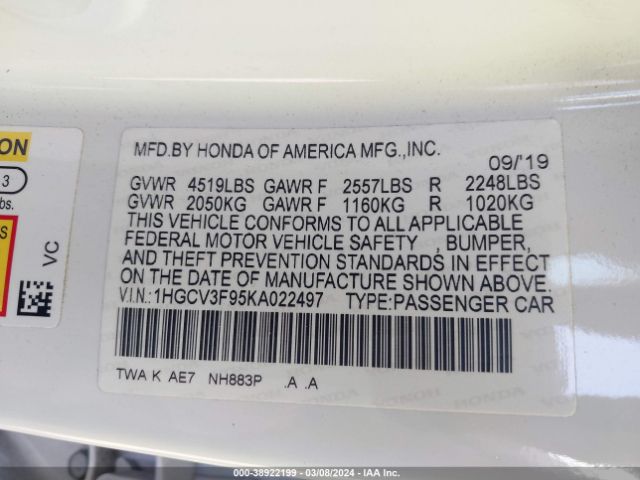 ON
3
bs.
S
VC
MFD.BY HONDA OF AMERICA MFG.,INC.
09/'19
GVWR 4519LBS GAWR F 2557LBS R 2248LBS
GVWR 2050KG GAWR F 1160KG R 1020KG
THIS VEHICLE CONFORMS TO ALL APPLICABLE
FEDERAL MOTOR VEHICLE SAFETY , BUMPER,
AND THEFT PREVENTION STANDARDS IN EFFECT
ON THE DATE OF MANUFACTURE SHOWN ABOVE.
V.I.N.:1HGCV3F95KA022497 TYPE:PASSENGER CAR
TWA K AE7 NH883P .A .A
000-38922199 - 03/08/2024 - IAA Inc.